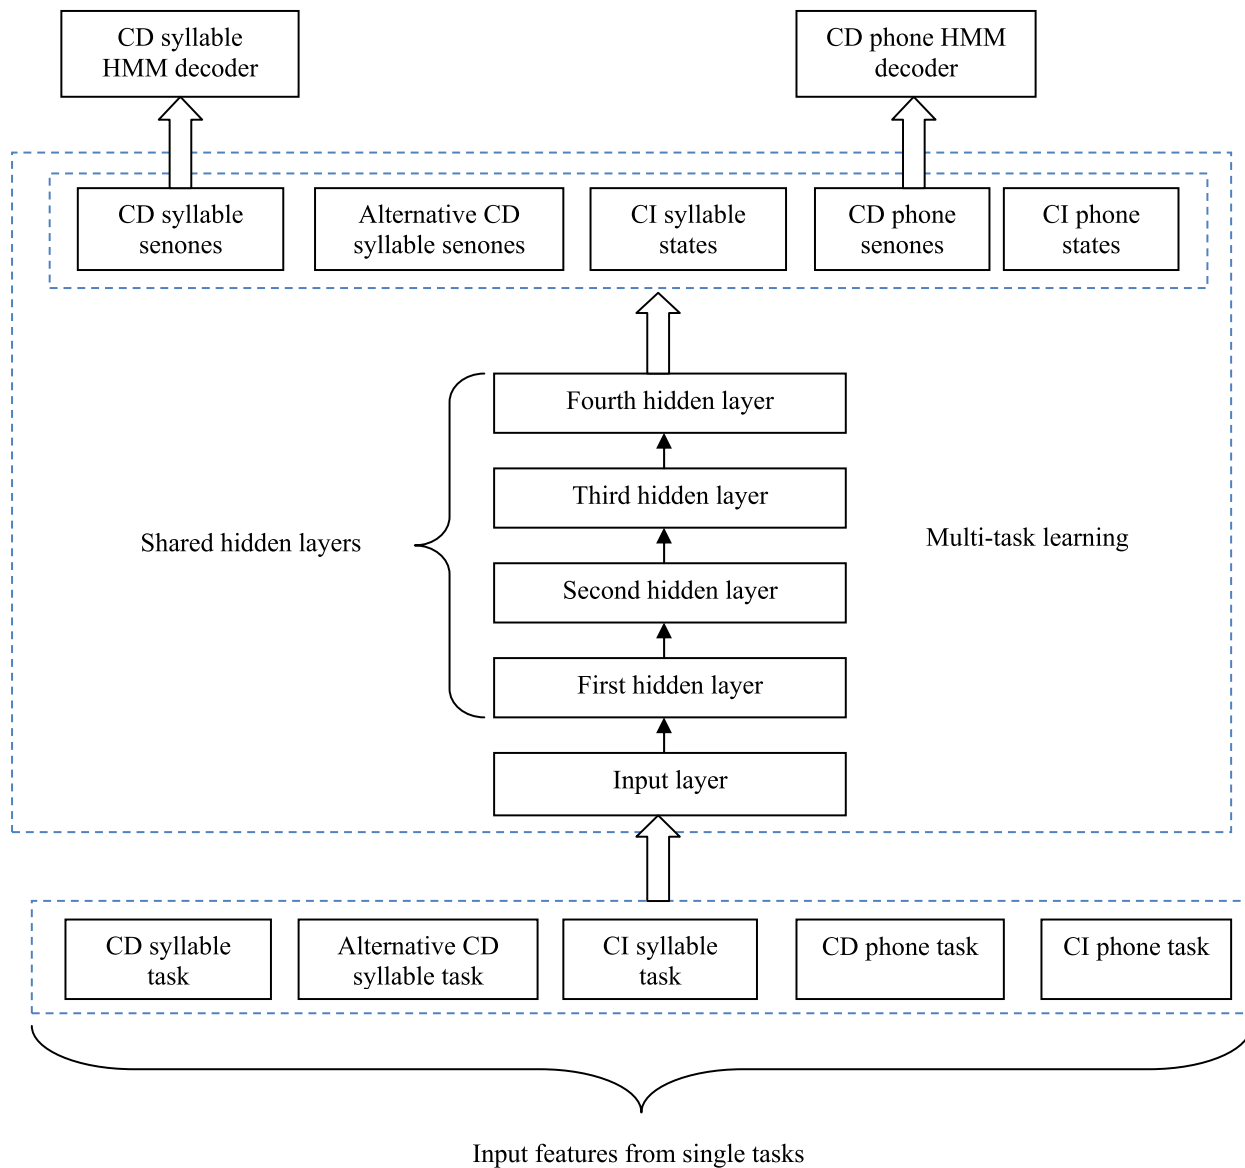 CD syllable
HMM decoder
CD phone HMM
decoder
CD syllable
senones
Alternative CD
syllable senones
CI syllable
states
CD phone
senones
CI phone
states
Fourth hidden layer
Third hidden layer
Shared hidden layers
Multi-task learning
Second hidden layer
First hidden layer
Input layer
CD syllable
task
Alternative CD
syllable task
CI syllable
task
CD phone task
CI phone task
Input features from single tasks